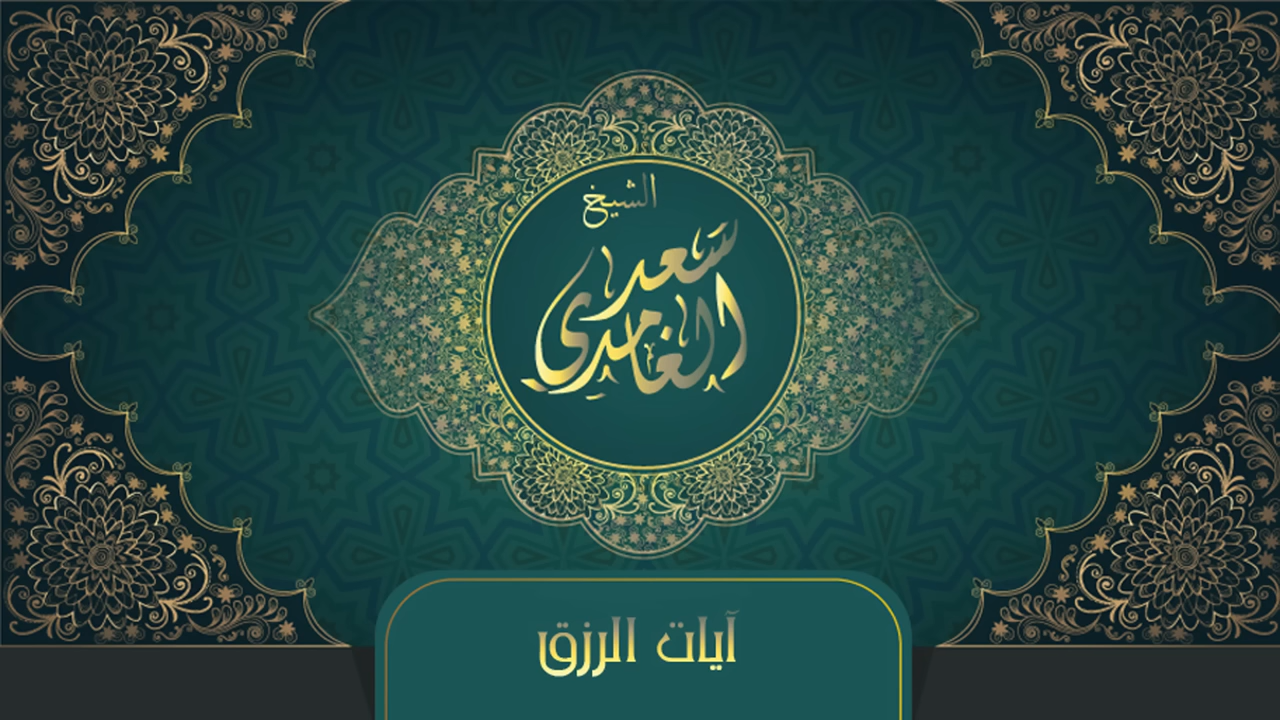 الشيخ
سعد
الغامدي
آيات الرزق